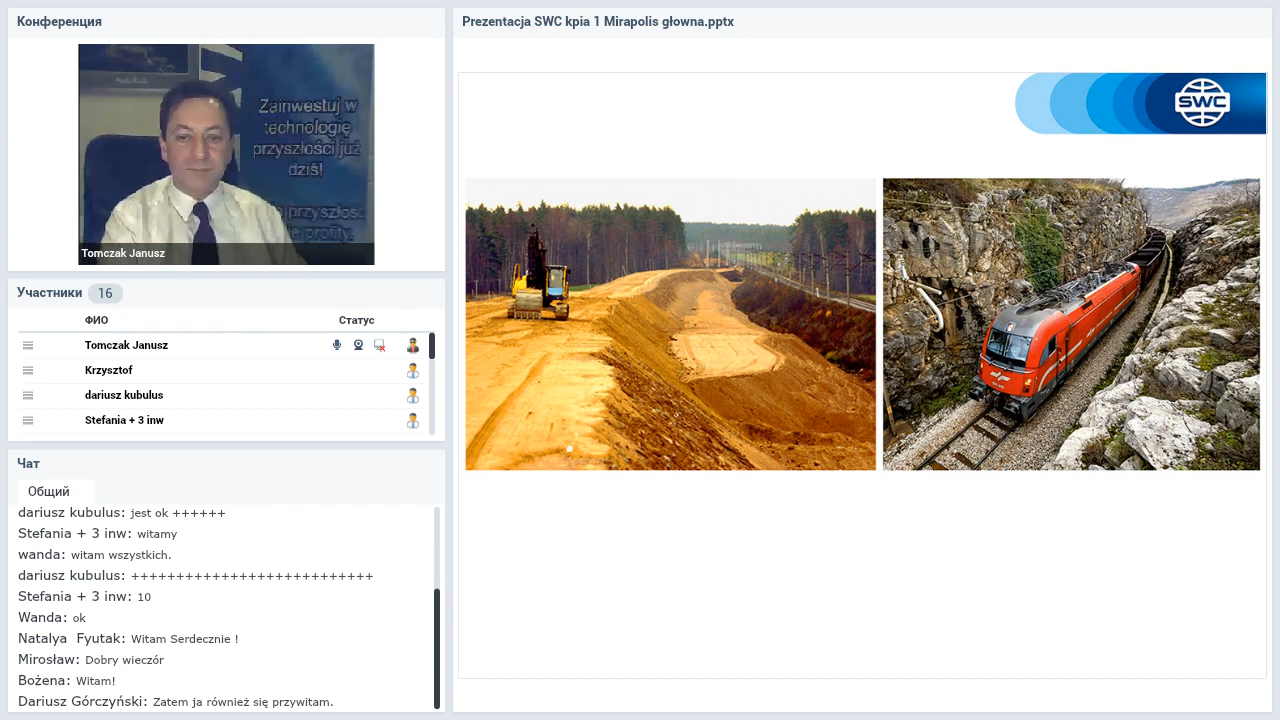 Конференция
Zainwestuj w
technologię
przyszłości już
dziś!
przyszłość
profity.
Tomczak Janusz
Участники 16
ФИО Статус
Tomczak Janusz
Krzysztof
dariusz kubulus
Stefania + 3 inw
Чат
Общий
dariusz kubulus: jest ok ++++++
Stefania + 3 inw: witamy
wanda: witam wszystkich.
dariusz kubulus: +++++++++++++++++++++++++++
Stefania + 3 inw: 10
Wanda: ok
Natalya Fyutak: Witam Serdecznie !
Mirosław: Dobry wieczór
Bożena: Witam!
Dariusz Górczyński: Zatem ja również się przywitam.
Prezentacja SWC kpia 1 Mirapolis głowna.pptx
SWC